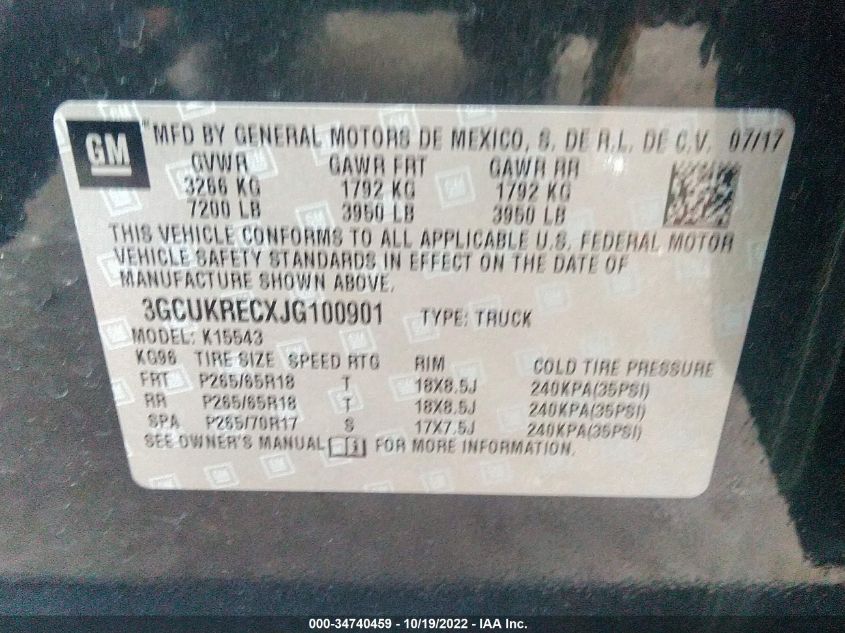 GM ™MFD BY GENERAL MOTORS DE MEXICO, S. DE R.L. DE C.V. 07/17
GVWR GAWR FRT GAWR RR
3266 KG 1792 KG 1792 KG
7200 LB 3950 LB 3950 LB
THIS VEHICLE CONFORMS TO ALL APPLICABLE U.S. FEDERAL MOTOR
VEHICLE SAFETY STANDARDS IN EFFECT ON THE DATE OF
MANUFACTURE SHOWN ABOVE.
3GCUKRECXJG100901 TYPE: TRUCK
MODEL: K15543
KG96 TIRE SIZE SPEED RTG RIM COLD TIRE PRESSURE
FRT P265/65R18 T 18X8.5J 240KPA(35PSI)
RR P265/65R18 T 18X8.5J 240KPA(35PSI)
SPA P265/70R17 S 17X7.5J 240KPA(35PSI)
SEE OWNER'S MANUAL FOR MORE INFORMATION.
000-34740459 - 10/19/2022 - IAA Inc.